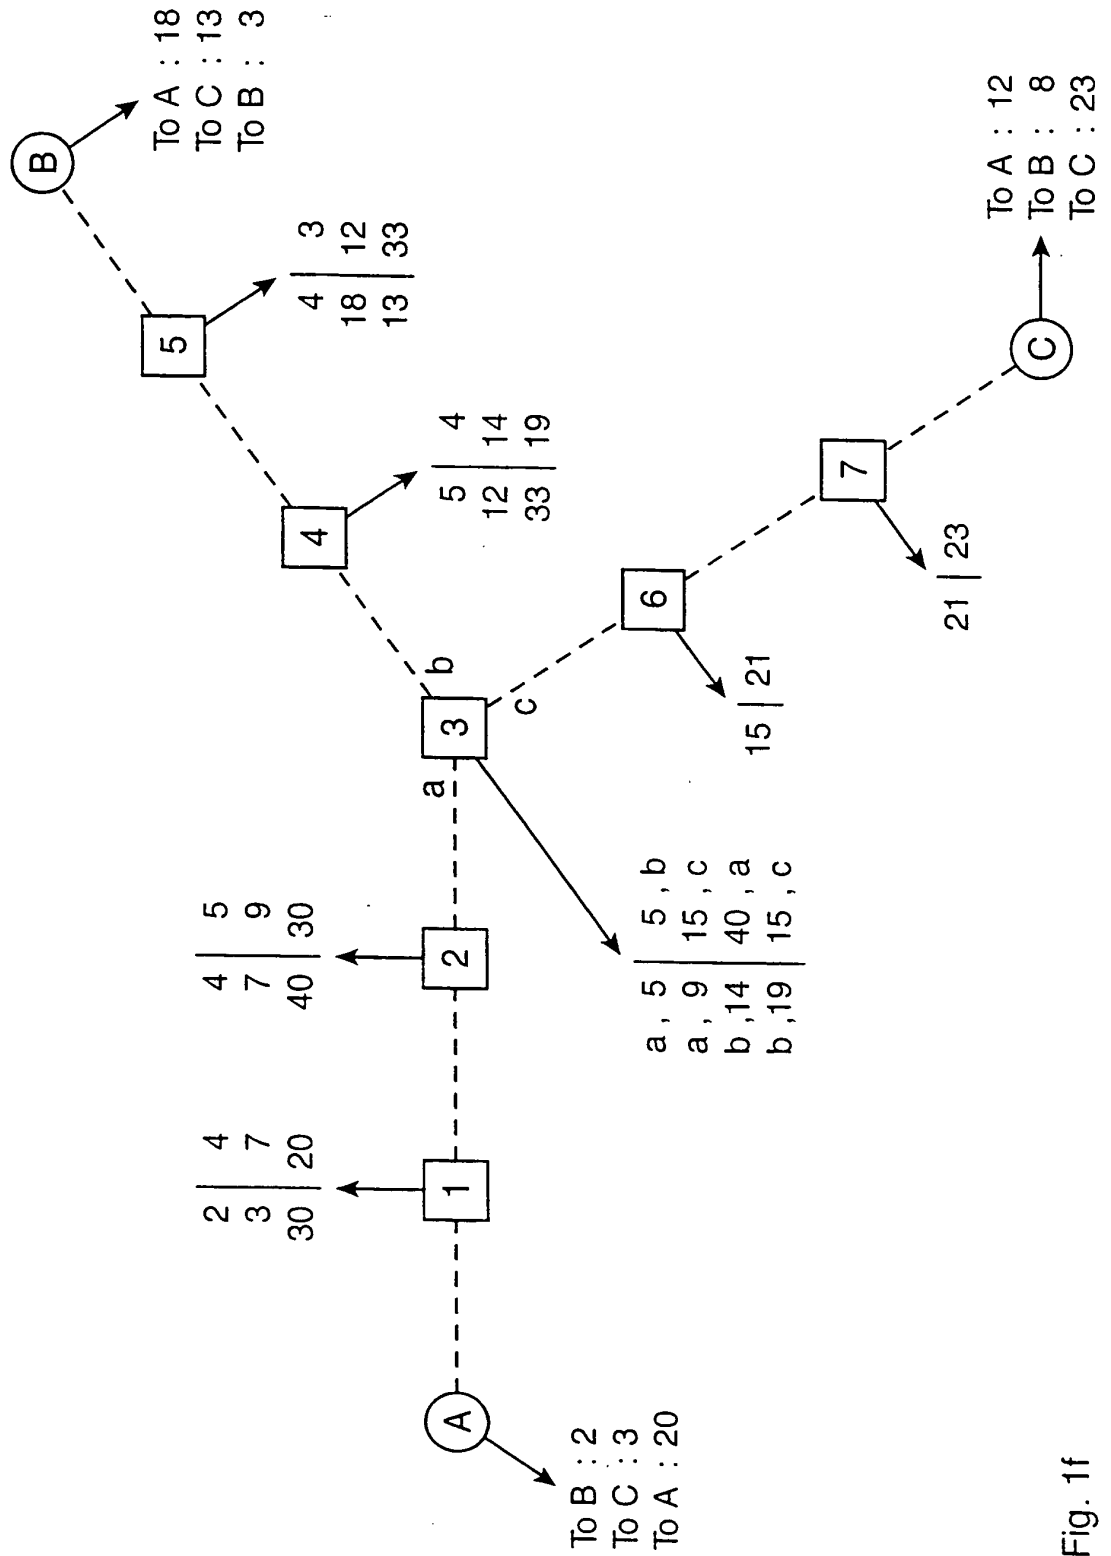 B
To A : 18
To C : 13
To B : 3
5
4 | 3
18 | 12
13 | 33
4
5 | 4
12 | 14
33 | 19
2 | 4
3 | 7
30 | 20
4 | 5
7 | 9
40 | 30
A
1
2
a
3
b
c
To B : 2
To C : 3
To A : 20
a , 5 | 5 , b
a , 9 | 15 , c
b ,14 | 40 , a
b ,19 | 15 , c
6
15 | 21
7
21 | 23
C
To A : 12
To B : 8
To C : 23
Fig. 1f